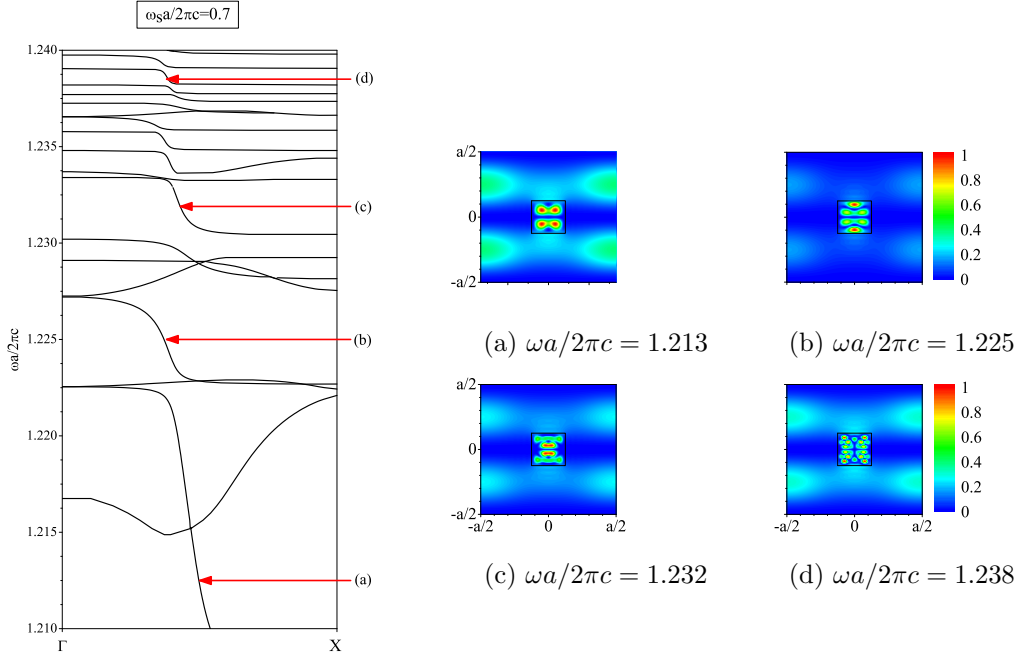 ωₛa/2πc=0.7
1.240
1.235
1.230
1.225
1.220
1.215
1.210
ωa/2πc
Γ
X
(d)
(c)
(b)
(a)
a/2
0
-a/2
1
0.8
0.6
0.4
0.2
0
(a) ωa/2πc = 1.213
(b) ωa/2πc = 1.225
a/2
0
-a/2
-a/2 0 a/2
-a/2 0 a/2
1
0.8
0.6
0.4
0.2
0
(c) ωa/2πc = 1.232
(d) ωa/2πc = 1.238